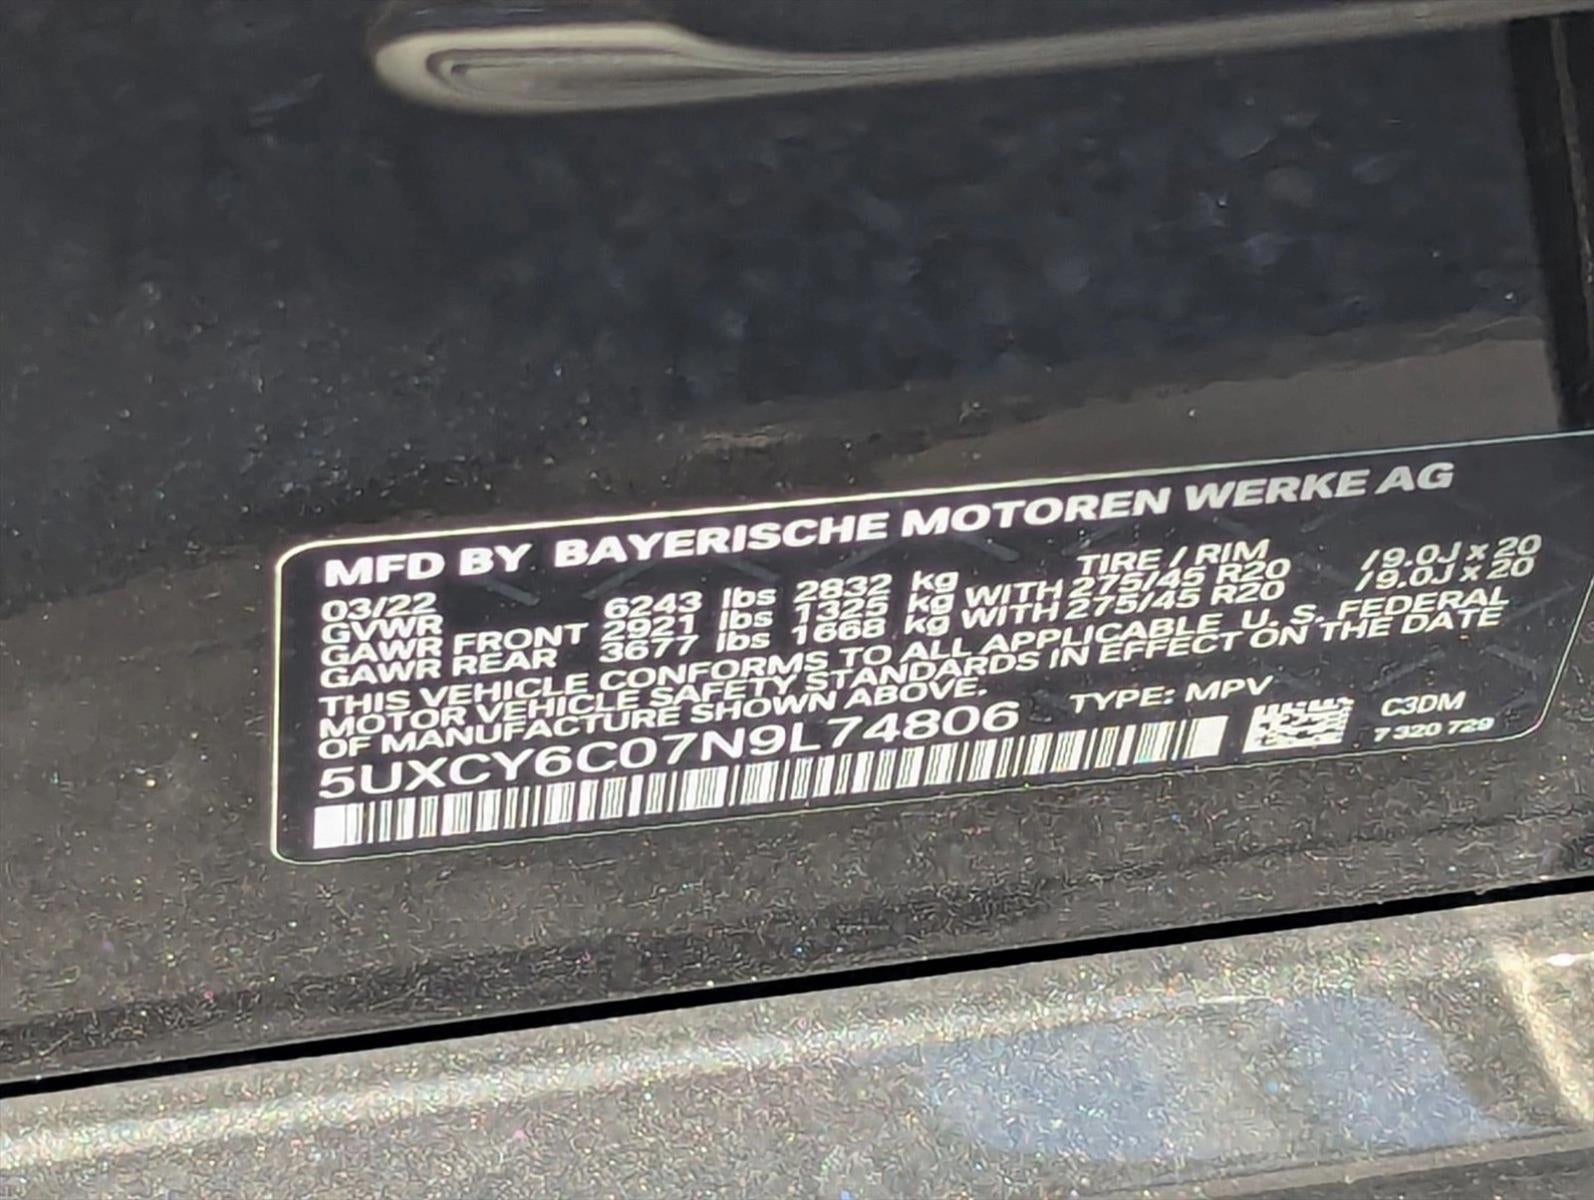 MFD BY BAYERISCHE MOTOREN WERKE AG
03/22 TIRE / RIM
GVWR 6243 lbs 2832 kg
GAWR FRONT 2921 lbs 1325 kg WITH 275/45 R20 /9.0J x 20
GAWR REAR 3677 lbs 1668 kg WITH 275/45 R20 /9.0J x 20
THIS VEHICLE CONFORMS TO ALL APPLICABLE U. S. FEDERAL
MOTOR VEHICLE SAFETY STANDARDS IN EFFECT ON THE DATE
OF MANUFACTURE SHOWN ABOVE.
5UXCY6C07N9L74806 TYPE: MPV
C3DM
7 320 729